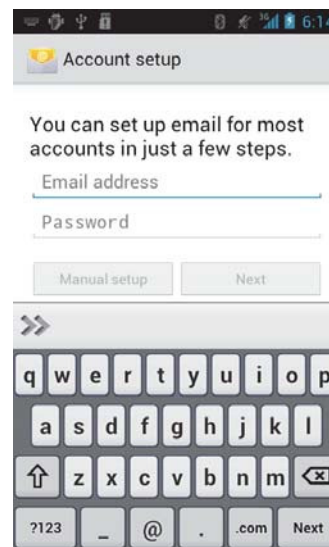 3G 6:14
Account setup
You can set up email for most
accounts in just a few steps.
Email address
Password
Manual setup Next
q w e r t y u i o p
a s d f g h j k l
z x c v b n m
?123 _ @ . .com Next